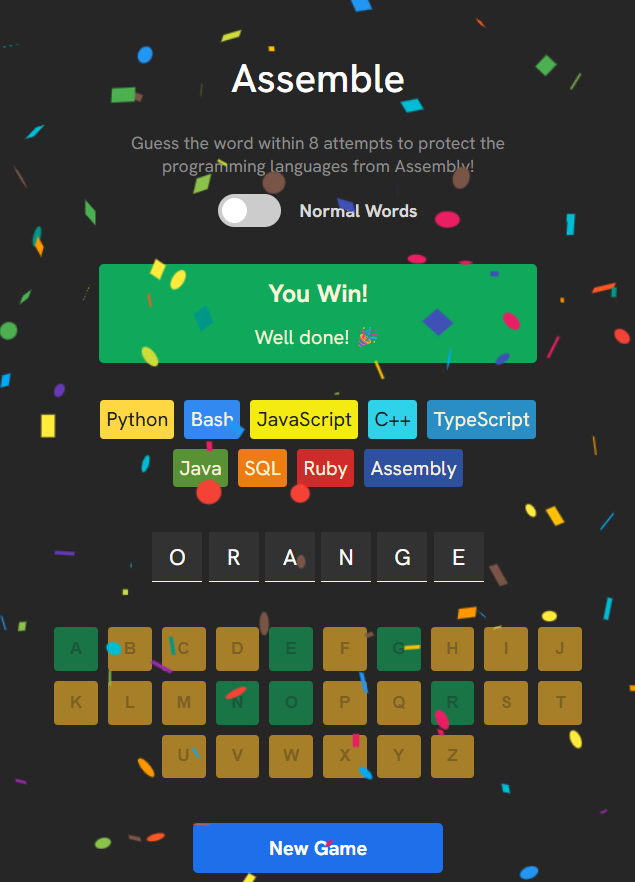 Assemble
Guess the word within 8 attempts to protect the
programming languages from Assembly!
Normal Words
You Win!
Well done! 🎉
Python Bash JavaScript C++ TypeScript
Java SQL Ruby Assembly
O R A N G E
A B C D E F G H I J
K L M N O P Q R S T
U V W X Y Z
New Game